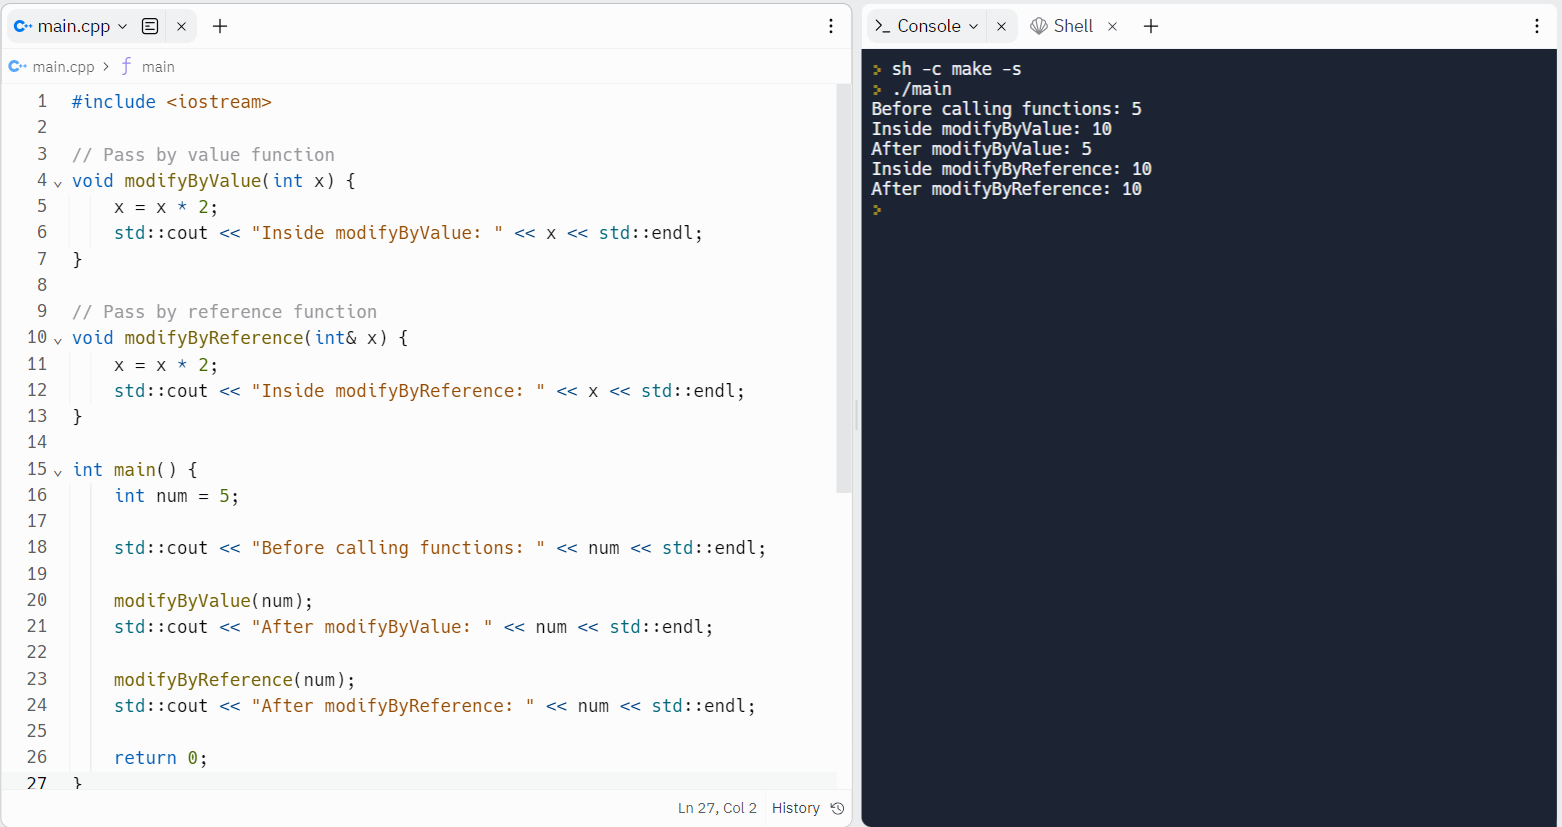 main.cpp
main.cpp > ƒ main
1 #include <iostream>
2
3 // Pass by value function
4 void modifyByValue(int x) {
5     x = x * 2;
6     std::cout << "Inside modifyByValue: " << x << std::endl;
7 }
8
9 // Pass by reference function
10 void modifyByReference(int& x) {
11     x = x * 2;
12     std::cout << "Inside modifyByReference: " << x << std::endl;
13 }
14
15 int main() {
16     int num = 5;
17
18     std::cout << "Before calling functions: " << num << std::endl;
19
20     modifyByValue(num);
21     std::cout << "After modifyByValue: " << num << std::endl;
22
23     modifyByReference(num);
24     std::cout << "After modifyByReference: " << num << std::endl;
25
26     return 0;
27 }
Ln 27, Col 2 History
Console Shell
> sh -c make -s
> ./main
Before calling functions: 5
Inside modifyByValue: 10
After modifyByValue: 5
Inside modifyByReference: 10
After modifyByReference: 10
>